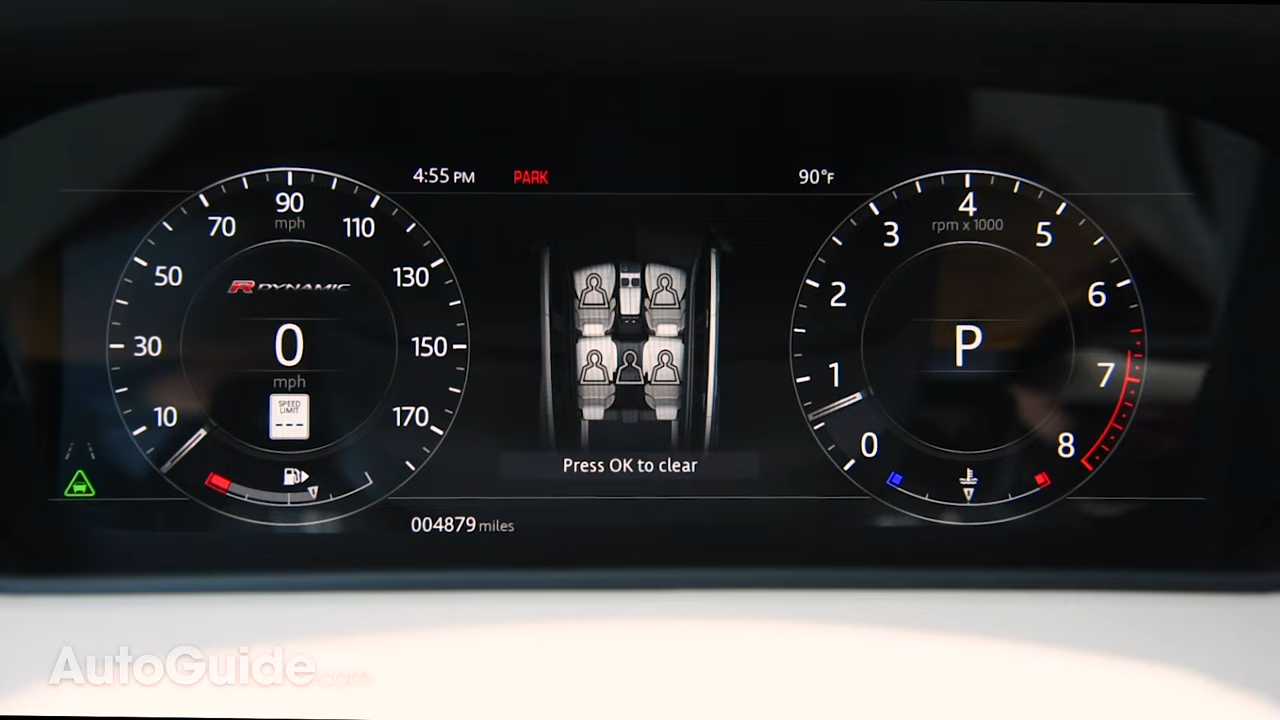 4:55 PM PARK 90°F
10 30 50 70 90 110 130 150 170
mph
R DYNAMIC
0
mph
SPEED
LIMIT
---
Press OK to clear
004879 miles
0 1 2 3 4 5 6 7 8
rpm x 1000
P
AutoGuide.com